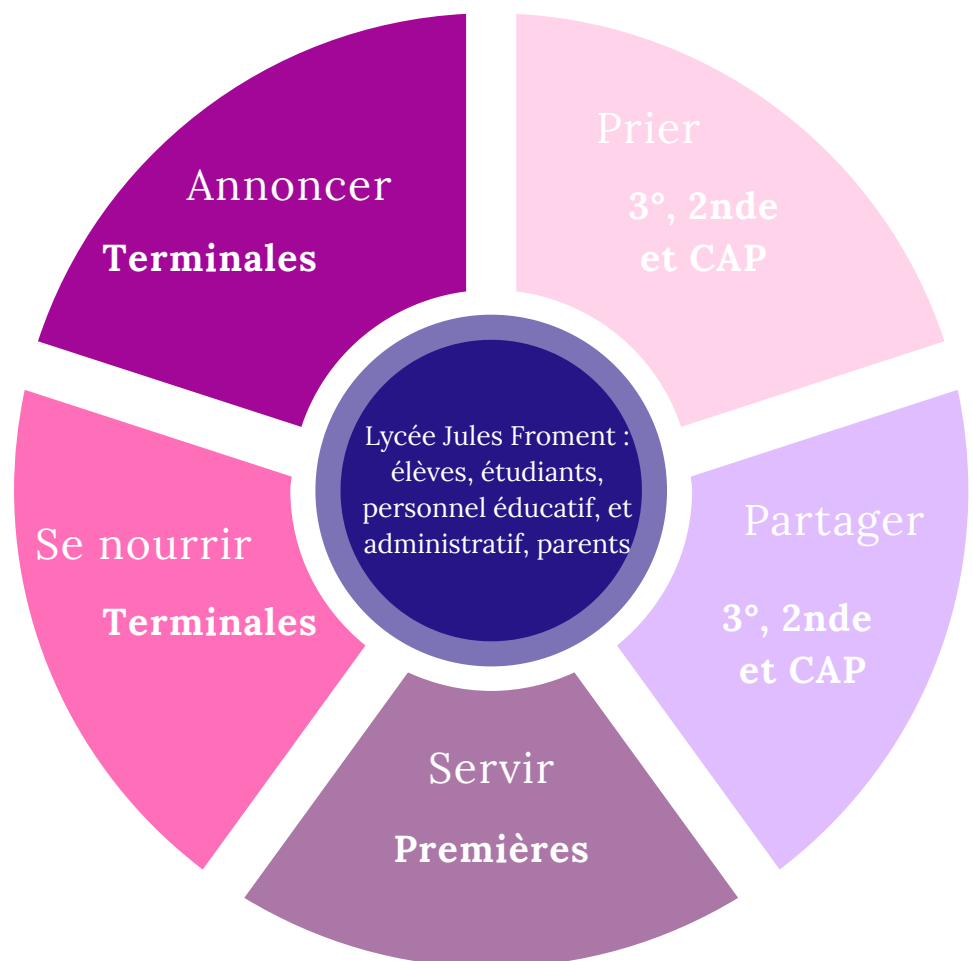 Annoncer
Terminales
Prier
3°, 2nde
et CAP
Lycée Jules Froment :
élèves, étudiants,
personnel éducatif, et
administratif, parents
Partager
3°, 2nde
et CAP
Servir
Premières
Se nourrir
Terminales